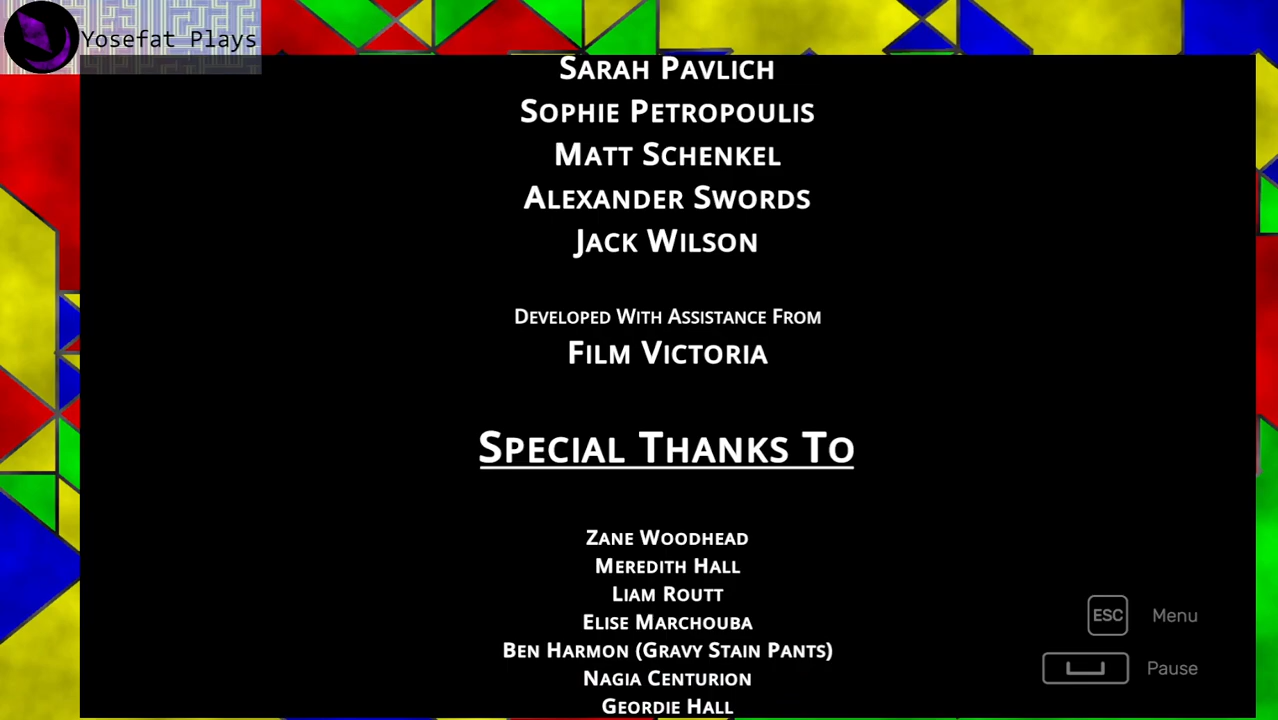 Yosefat Plays
SARAH PAVLICH
SOPHIE PETROPOULIS
MATT SCHENKEL
ALEXANDER SWORDS
JACK WILSON
DEVELOPED WITH ASSISTANCE FROM
FILM VICTORIA
SPECIAL THANKS TO
ZANE WOODHEAD
MEREDITH HALL
LIAM ROUTT
ELISE MARCHOUBA
BEN HARMON (GRAVY STAIN PANTS)
NAGIA CENTURION
GEORDIE HALL
ESC Menu
Pause